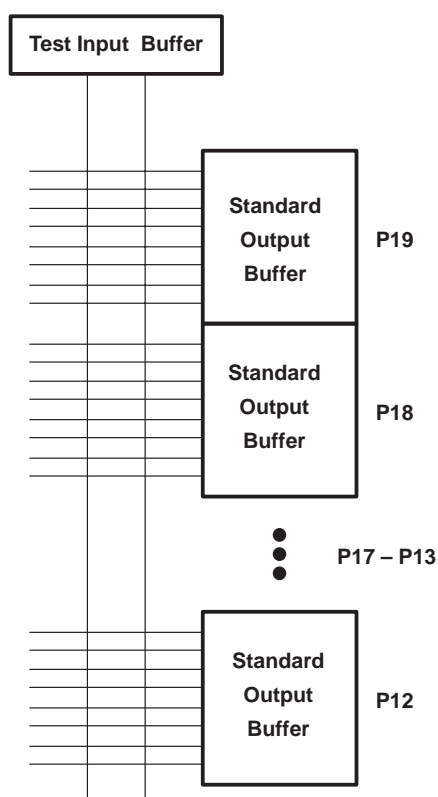 Test Input Buffer
Standard
Output
Buffer
P19
Standard
Output
Buffer
P18
P17 – P13
Standard
Output
Buffer
P12